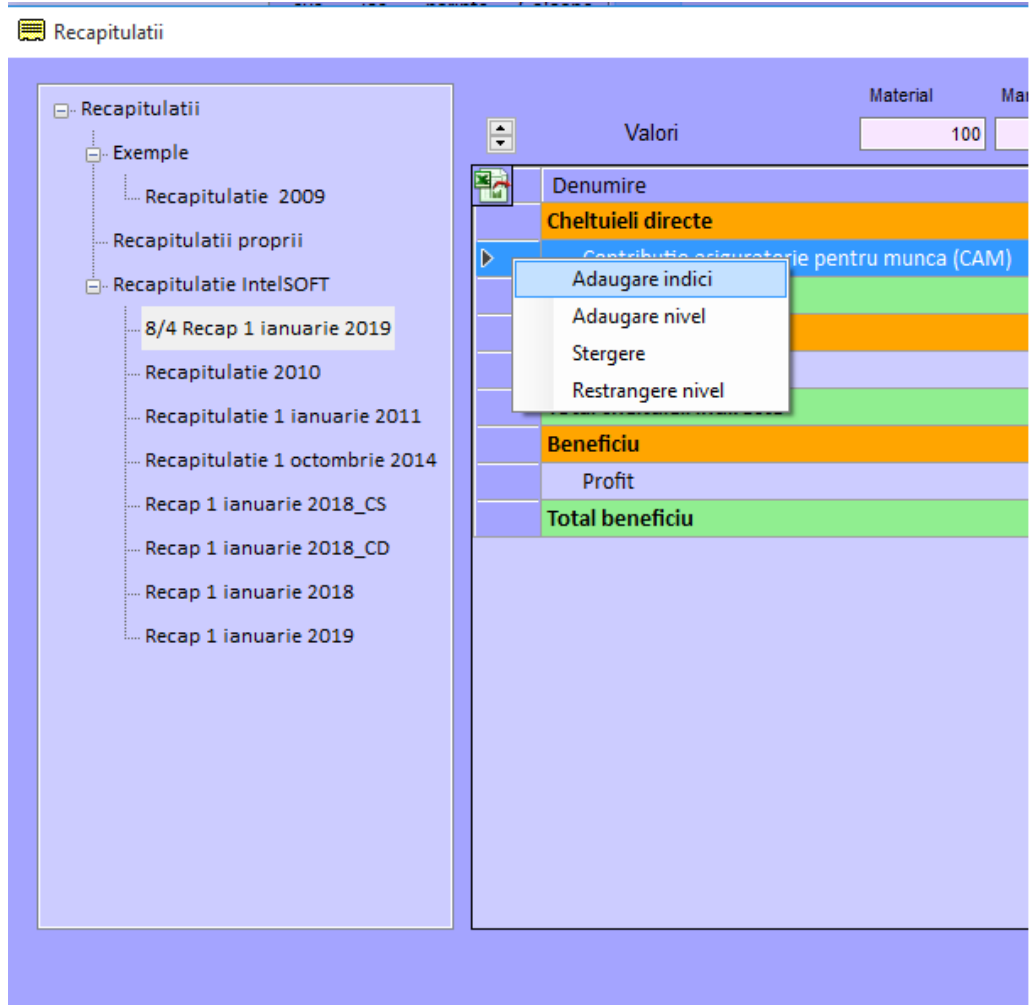 Recapitulatii
Recapitulatii
Exemple
Recapitulatie 2009
Recapitulatii proprii
Recapitulatie IntelSOFT
8/4 Recap 1 ianuarie 2019
Recapitulatie 2010
Recapitulatie 1 ianuarie 2011
Recapitulatie 1 octombrie 2014
Recap 1 ianuarie 2018_CS
Recap 1 ianuarie 2018_CD
Recap 1 ianuarie 2018
Recap 1 ianuarie 2019
Material
Valori 100
Denumire
Cheltuieli directe
pentru munca (CAM)
Adaugare indici
Adaugare nivel
Stergere
Restrangere nivel
Beneficiu
Profit
Total beneficiu